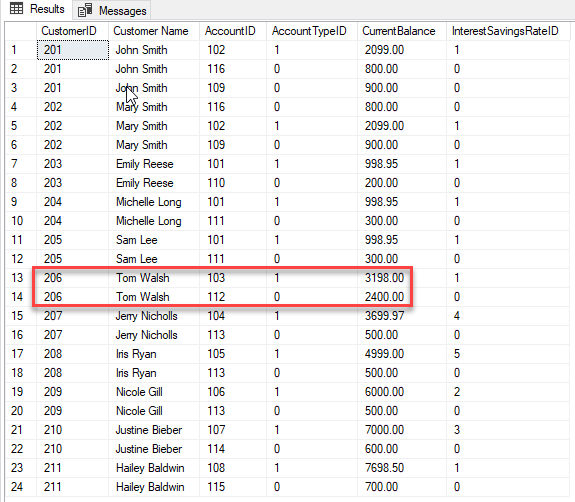 Results Messages
CustomerID Customer Name AccountID AccountTypeID CurrentBalance InterestSavingsRateID
1 201 John Smith 102 1 2099.00 1
2 201 John Smith 116 0 800.00 0
3 201 John Smith 109 0 900.00 0
4 202 Mary Smith 116 0 800.00 0
5 202 Mary Smith 102 1 2099.00 1
6 202 Mary Smith 109 0 900.00 0
7 203 Emily Reese 101 1 998.95 1
8 203 Emily Reese 110 0 200.00 0
9 204 Michelle Long 101 1 998.95 1
10 204 Michelle Long 111 0 300.00 0
11 205 Sam Lee 101 1 998.95 1
12 205 Sam Lee 111 0 300.00 0
13 206 Tom Walsh 103 1 3198.00 1
14 206 Tom Walsh 112 0 2400.00 0
15 207 Jerry Nicholls 104 1 3699.97 4
16 207 Jerry Nicholls 113 0 500.00 0
17 208 Iris Ryan 105 1 4999.00 5
18 208 Iris Ryan 113 0 500.00 0
19 209 Nicole Gill 106 1 6000.00 2
20 209 Nicole Gill 113 0 500.00 0
21 210 Justine Bieber 107 1 7000.00 3
22 210 Justine Bieber 114 0 600.00 0
23 211 Hailey Baldwin 108 1 7698.50 1
24 211 Hailey Baldwin 115 0 700.00 0